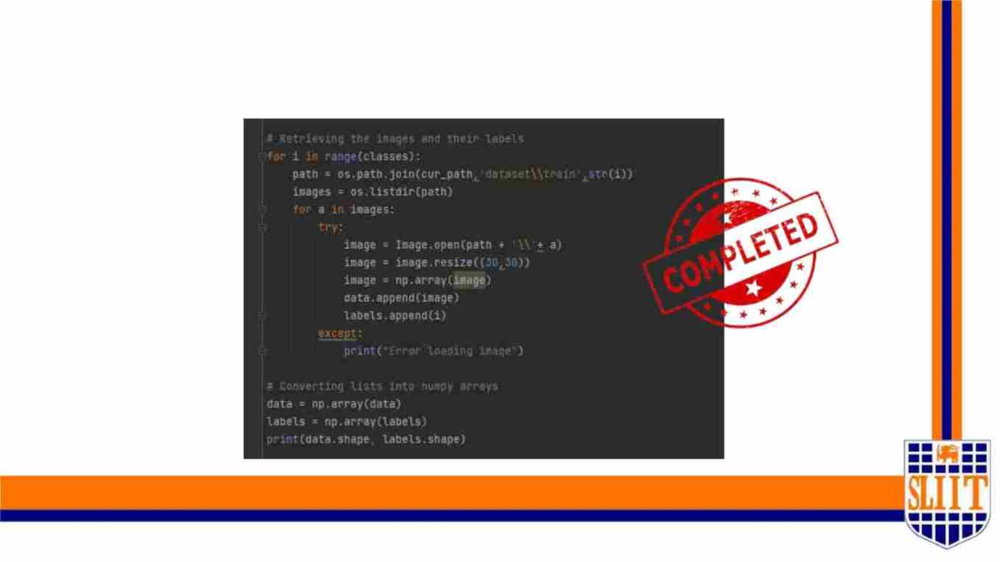 # Retrieving the images and their labels
for i in range(classes):
    path = os.path.join(cur_path,'dataset\\train',str(i))
    images = os.listdir(path)
    for a in images:
        try:
            image = Image.open(path + '\\'+ a)
            image = image.resize((30,30))
            image = np.array(image)
            data.append(image)
            labels.append(i)
        except:
            print("Error loading image")
# Converting lists into numpy arrays
data = np.array(data)
labels = np.array(labels)
print(data.shape, labels.shape)
COMPLETED
SLIIT